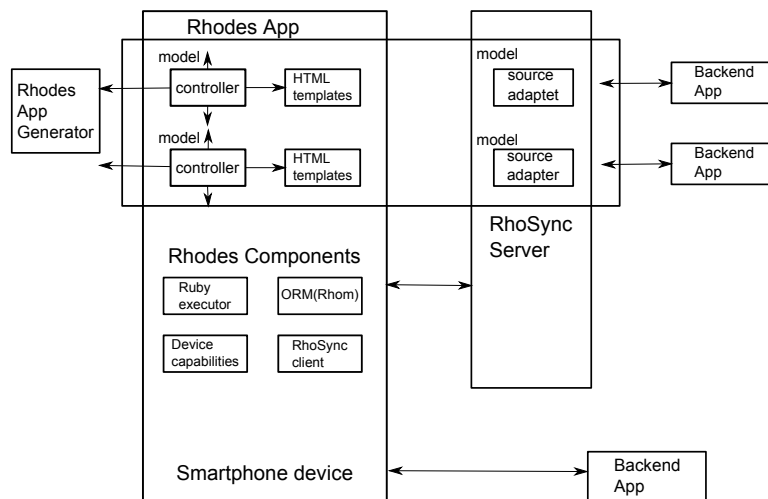 Rhodes App
model
controller
HTML
templates
model
source
adaptet
Backend
App
Rhodes
App
Generator
model
controller
HTML
templates
model
source
adapter
Backend
App
RhoSync
Server
Rhodes Components
Ruby
executor
ORM(Rhom)
Device
capabilities
RhoSync
client
Smartphone device
Backend
App